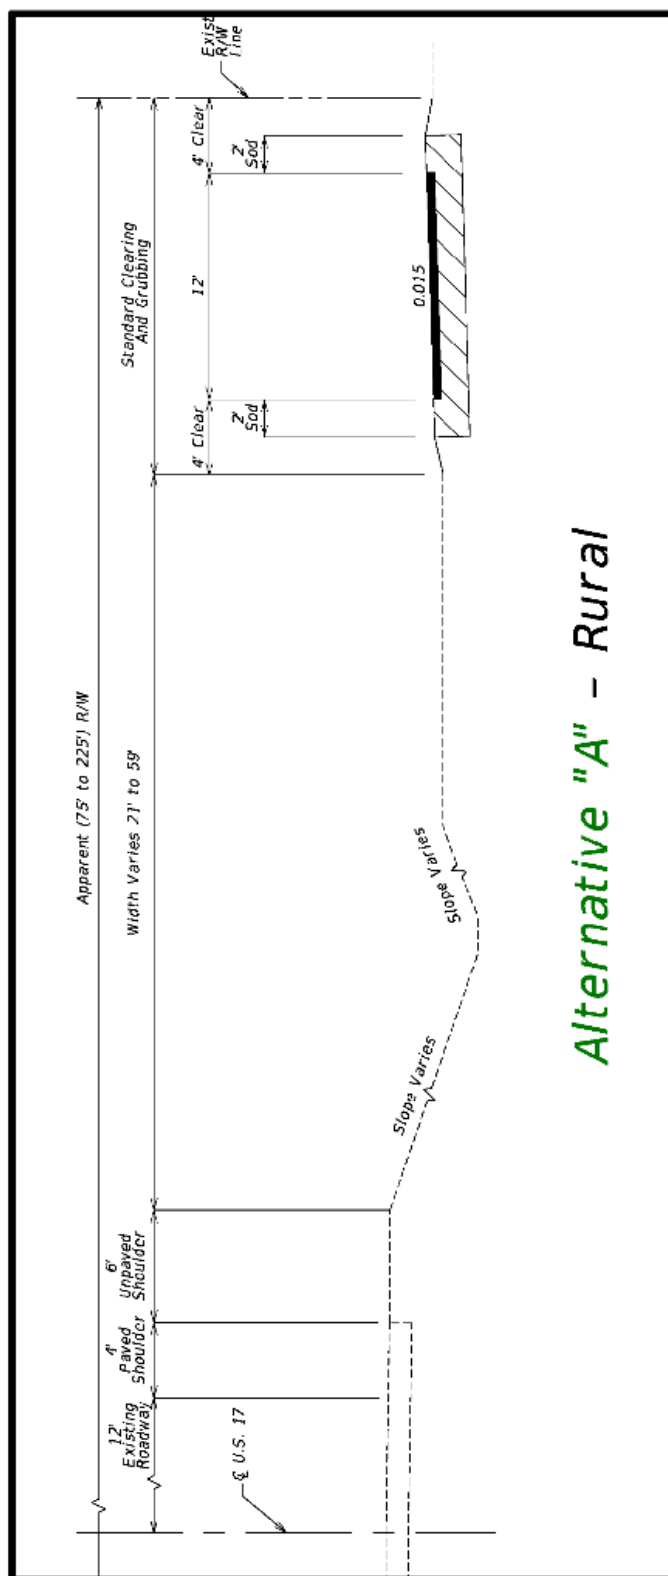 Exist
R/W
Line
4' Clear
2'
Sod
Standard Clearing
And Grubbing
12'
0.015
4' Clear
2'
Sod
Apparent (75' to 225') R/W
Width Varies 21' to 59'
Slope Varies
Slope Varies
6'
Unpaved
Shoulder
4'
Paved
Shoulder
12'
Existing
Roadway
℄ U.S. 17
Alternative "A" – Rural